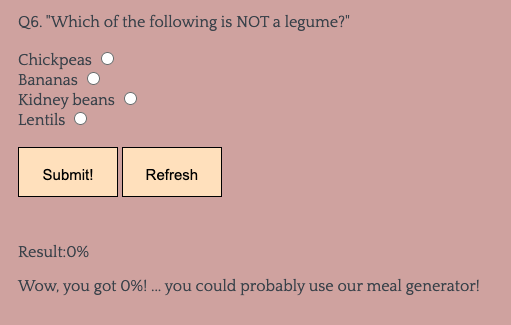 Q6. "Which of the following is NOT a legume?"
Chickpeas
Bananas
Kidney beans
Lentils
Submit! Refresh
Result:0%
Wow, you got 0%! ... you could probably use our meal generator!